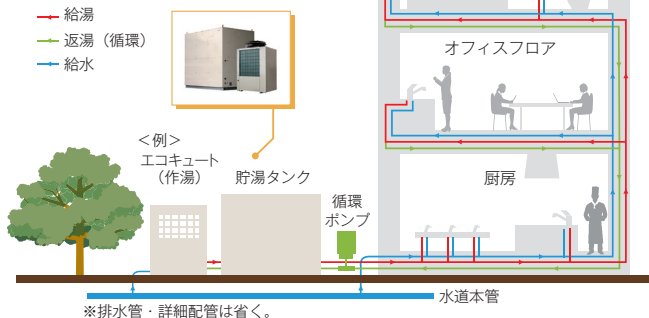 給湯
返湯（循環）
給水
オフィスフロア
＜例＞
エコキュート
（作湯）
貯湯タンク
循環
ポンプ
厨房
水道本管
※排水管・詳細配管は省く。